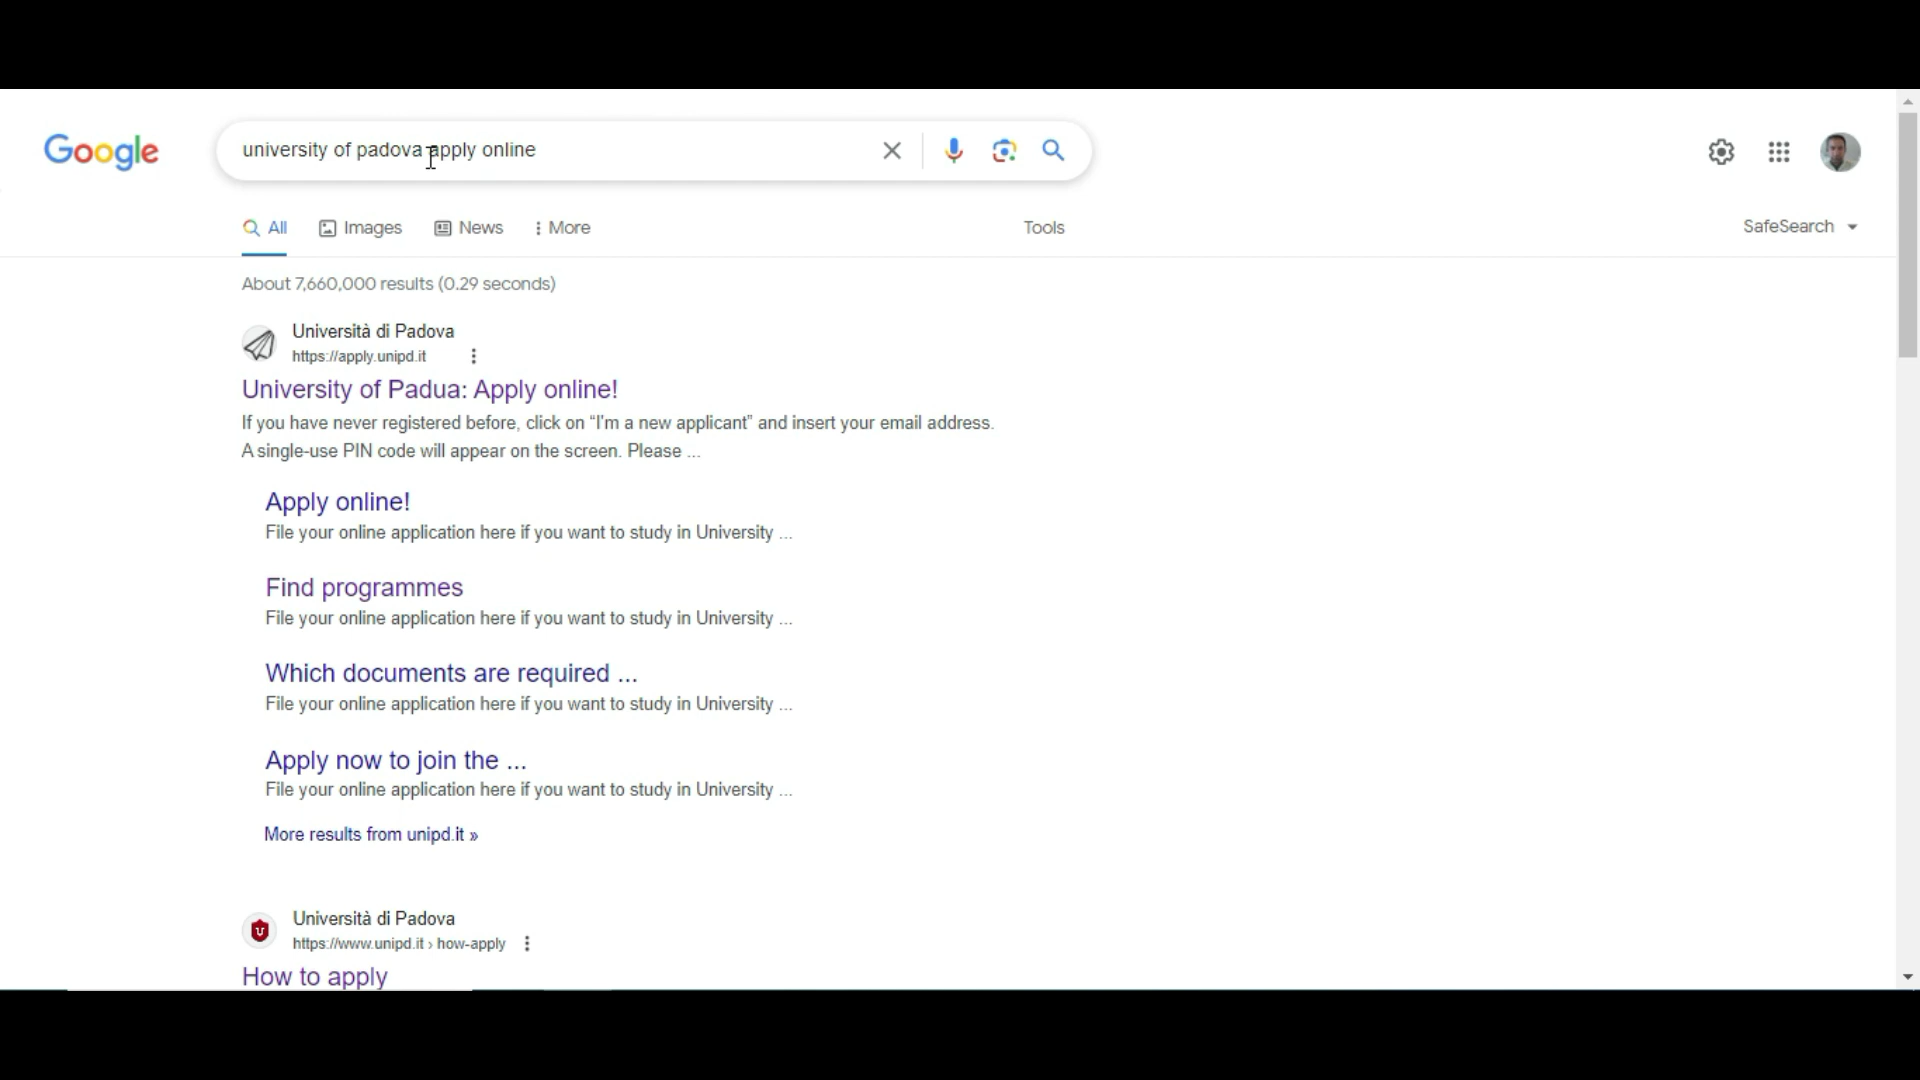 Google
university of padova apply online
All
Images
News
More
Tools
SafeSearch
About 7,660,000 results (0.29 seconds)
Università di Padova
https://apply.unipd.it
University of Padua: Apply online!
If you have never registered before, click on “I'm a new applicant” and insert your email address.
A single-use PIN code will appear on the screen. Please ...
Apply online!
File your online application here if you want to study in University ...
Find programmes
File your online application here if you want to study in University ...
Which documents are required ...
File your online application here if you want to study in University ...
Apply now to join the ...
File your online application here if you want to study in University ...
More results from unipd.it »
Università di Padova
https://www.unipd.it › how-apply
How to apply